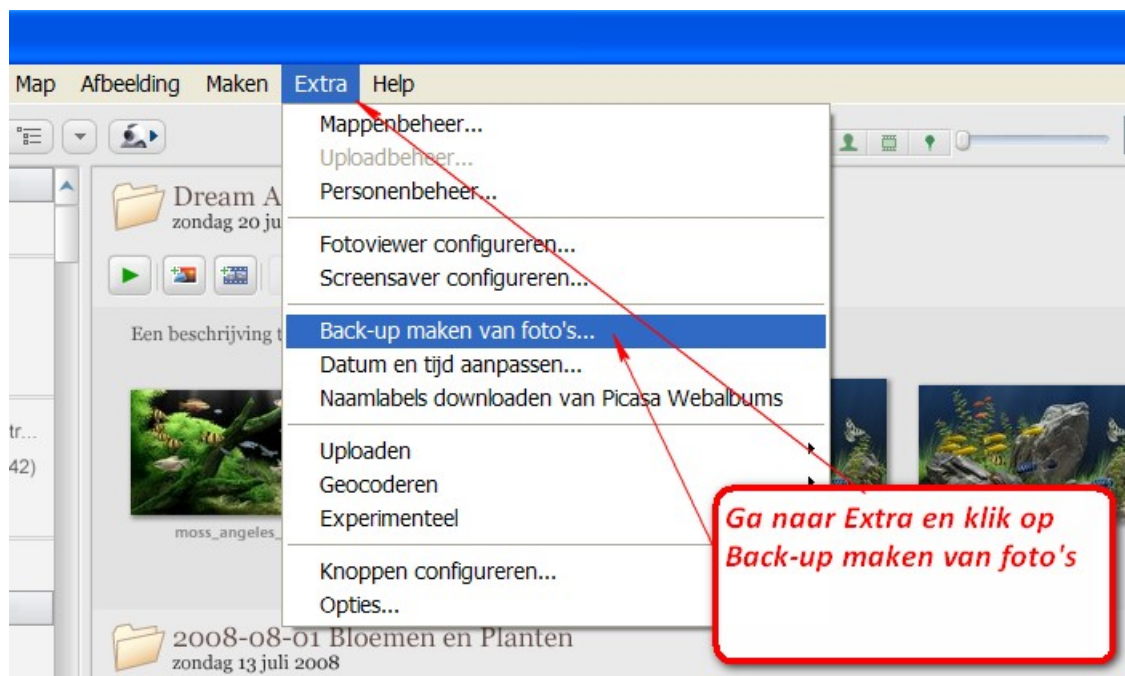 Map Afbeelding Maken Extra Help
Mappenbeheer...
Uploadbeheer...
Personenbeheer...
Fotoviewer configureren...
Screensaver configureren...
Back-up maken van foto's...
Datum en tijd aanpassen...
Naamlabels downloaden van Picasa Webalbums
Uploaden
Geocoderen
Experimenteel
Knoppen configureren...
Opties...
Dream A
zondag 20 ju
Een beschrijving t
tr...
42)
moss_angeles_
Ga naar Extra en klik op
Back-up maken van foto's
2008-08-01 Bloemen en Planten
zondag 13 juli 2008